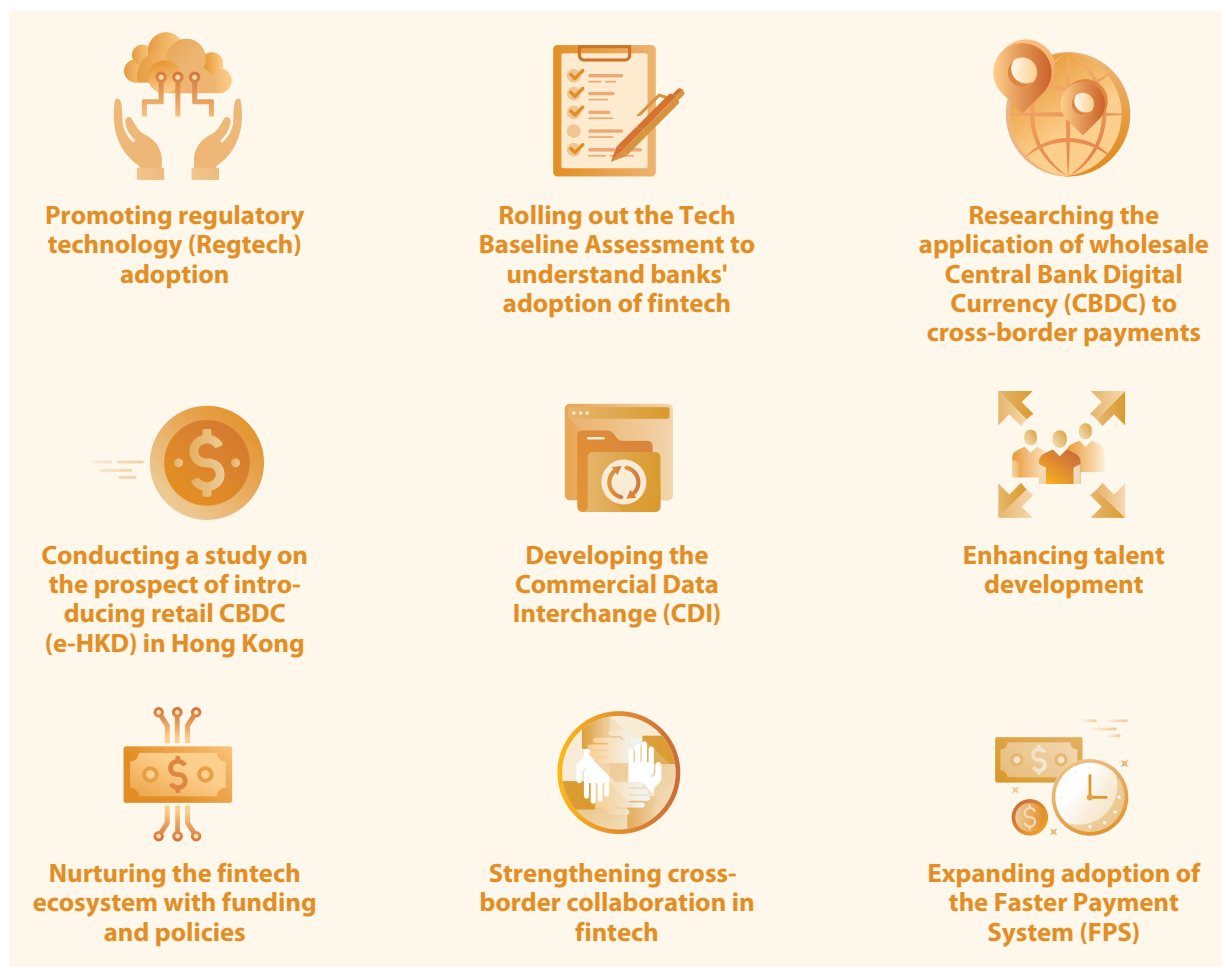 Promoting regulatory
technology (Regtech)
adoption
Rolling out the Tech
Baseline Assessment to
understand banks'
adoption of fintech
Researching the
application of wholesale
Central Bank Digital
Currency (CBDC) to
cross-border payments
Conducting a study on
the prospect of intro-
ducing retail CBDC
(e-HKD) in Hong Kong
Developing the
Commercial Data
Interchange (CDI)
Enhancing talent
development
Nurturing the fintech
ecosystem with funding
and policies
Strengthening cross-
border collaboration in
fintech
Expanding adoption of
the Faster Payment
System (FPS)